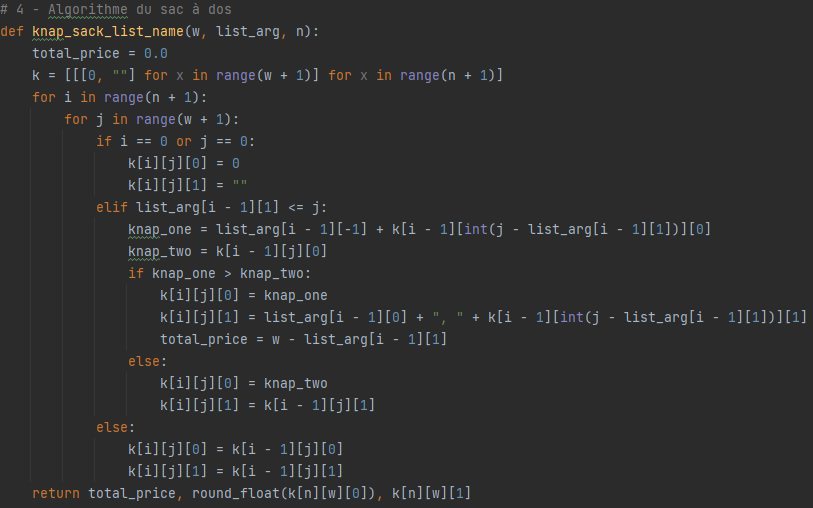 # 4 - Algorithme du sac à dos
def knap_sack_list_name(w, list_arg, n):
    total_price = 0.0
    k = [[[0, ""] for x in range(w + 1)] for x in range(n + 1)]
    for i in range(n + 1):
        for j in range(w + 1):
            if i == 0 or j == 0:
                k[i][j][0] = 0
                k[i][j][1] = ""
            elif list_arg[i - 1][1] <= j:
                knap_one = list_arg[i - 1][-1] + k[i - 1][int(j - list_arg[i - 1][1])][0]
                knap_two = k[i - 1][j][0]
                if knap_one > knap_two:
                    k[i][j][0] = knap_one
                    k[i][j][1] = list_arg[i - 1][0] + ", " + k[i - 1][int(j - list_arg[i - 1][1])][1]
                    total_price = w - list_arg[i - 1][1]
                else:
                    k[i][j][0] = knap_two
                    k[i][j][1] = k[i - 1][j][1]
            else:
                k[i][j][0] = k[i - 1][j][0]
                k[i][j][1] = k[i - 1][j][1]
    return total_price, round_float(k[n][w][0]), k[n][w][1]